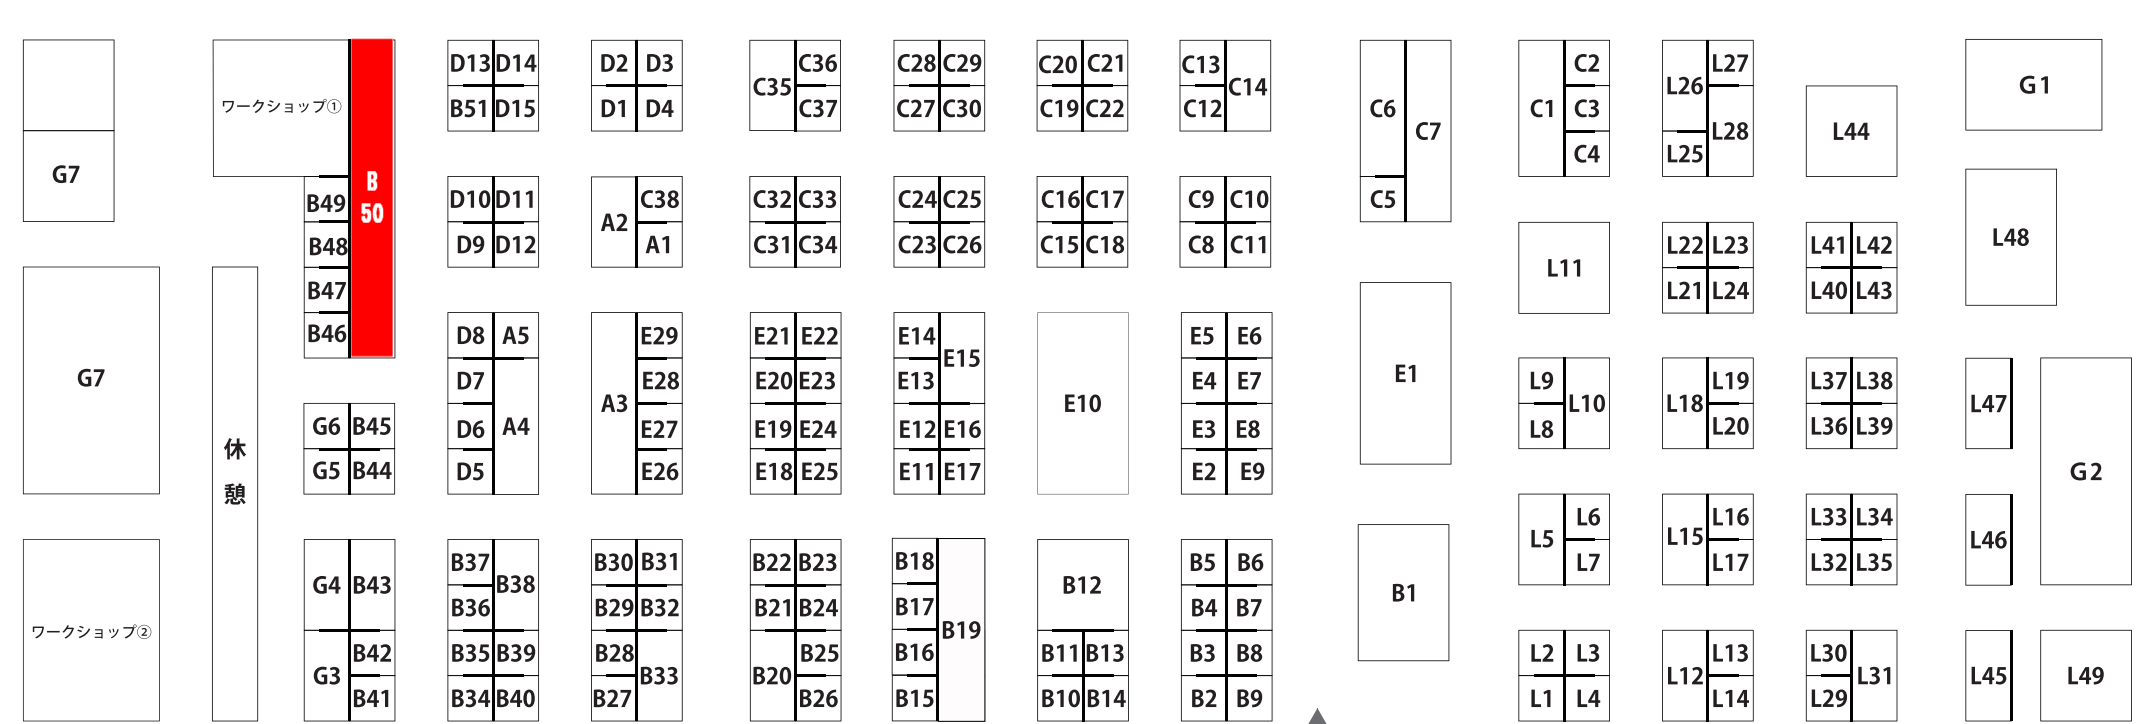 D13 D14 D2 D3 C36 C28 C29 C20 C21 C13 C2 L27
C35 C14 L26 G1
ワークショップ① B51 D15 D1 D4 C37 C27 C30 C19 C22 C12 C6 C1 C3
C7 L28 L44
C4 L25
G7 B
50
B49 D10 D11 C38 C32 C33 C24 C25 C16 C17 C9 C10 C5
A2
B48 D9 D12 A1 C31 C34 C23 C26 C15 C18 C8 C11 L22 L23 L41 L42 L48
L11
B47 L21 L24 L40 L43
B46 D8 A5 E29 E21 E22 E14 E5 E6
E15
G7 D7 E28 E20 E23 E13 E4 E7 E1 L9 L19 L37 L38
A3 E10 L10 L18 L47
G6 B45 D6 A4 E27 E19 E24 E12 E16 E3 E8 L8 L20 L36 L39
休
憩
G5 B44 D5 E26 E18 E25 E11 E17 E2 E9 G2
L6 L16 L33 L34
L5 L15 L46
B37 B30 B31 B22 B23 B18 B5 B6 L7 L17 L32 L35
G4 B43 B38 B12 B1
B36 B29 B32 B21 B24 B17 B4 B7
ワークショップ② B19
B42 B35 B39 B28 B25 B16 B11 B13 B3 B8 L2 L3 L13 L30
G3 B33 B20 L12 L31 L45 L49
B41 B34 B40 B27 B26 B15 B10 B14 B2 B9 L1 L4 L14 L29